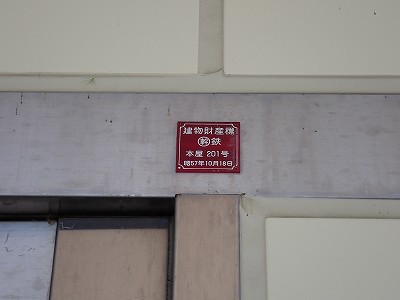 建物財産標
幹鉄
本屋 201号
昭57年10月18日